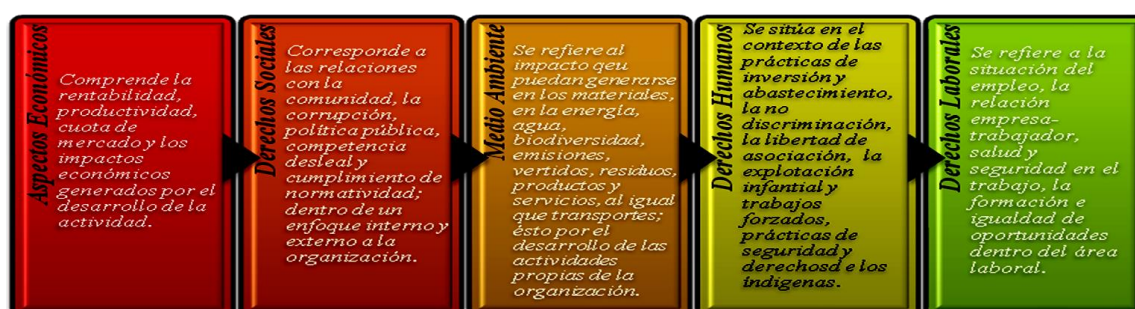 Aspectos Económicos
Comprende la
rentabilidad,
productividad,
cuota de
mercado y los
impactos
económicos
generados por el
desarrollo de la
actividad.
Derechos Sociales
Corresponde a
las relaciones
con la
comunidad, la
corrupción,
política pública,
competencia
desleal y
cumplimiento de
normatividad;
dentro de un
enfoque interno y
externo a la
organización.
Medio Ambiente
Se refiere al
impacto qeu
puedan generarse
en los materiales,
en la energía,
agua,
biodiversidad,
emisiones,
vertidos, residuos,
productos y
servicios, al igual
que transportes;
ésto por el
desarrollo de las
actividades
propias de la
organización.
Derechos Humanos
Se sitúa en el
contexto de las
prácticas de
inversión y
abastecimiento,
la no
discriminación,
la libertad de
asociación, la
explotación
infantial y
trabajos
forzados,
prácticas de
seguridad y
derechosd e los
indígenas.
Derechos Laborales
Se refiere a la
situación del
empleo, la
relación
empresa-
trabajador,
salud y
seguridad en el
trabajo, la
formación e
igualdad de
oportunidades
dentro del área
laboral.